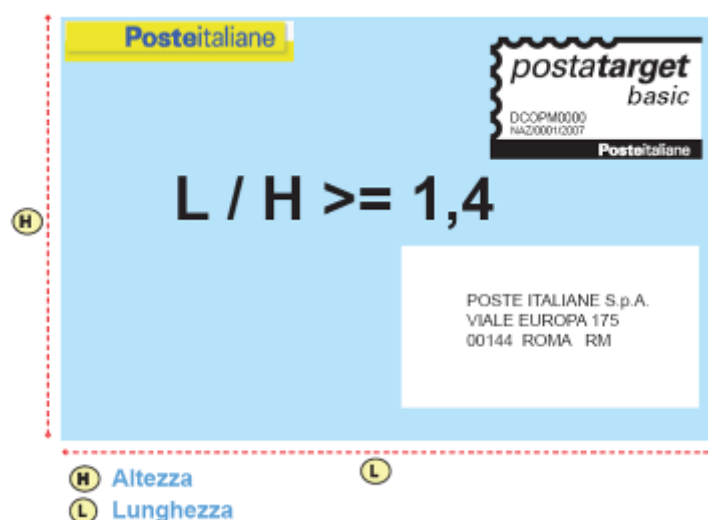 Posteitaliane
postatarget
basic
DCOPM0000
NAZ/0001/2007
Posteitaliane
L / H >= 1,4
H
POSTE ITALIANE S.p.A.
VIALE EUROPA 175
00144 ROMA RM
L
H Altezza
L Lunghezza